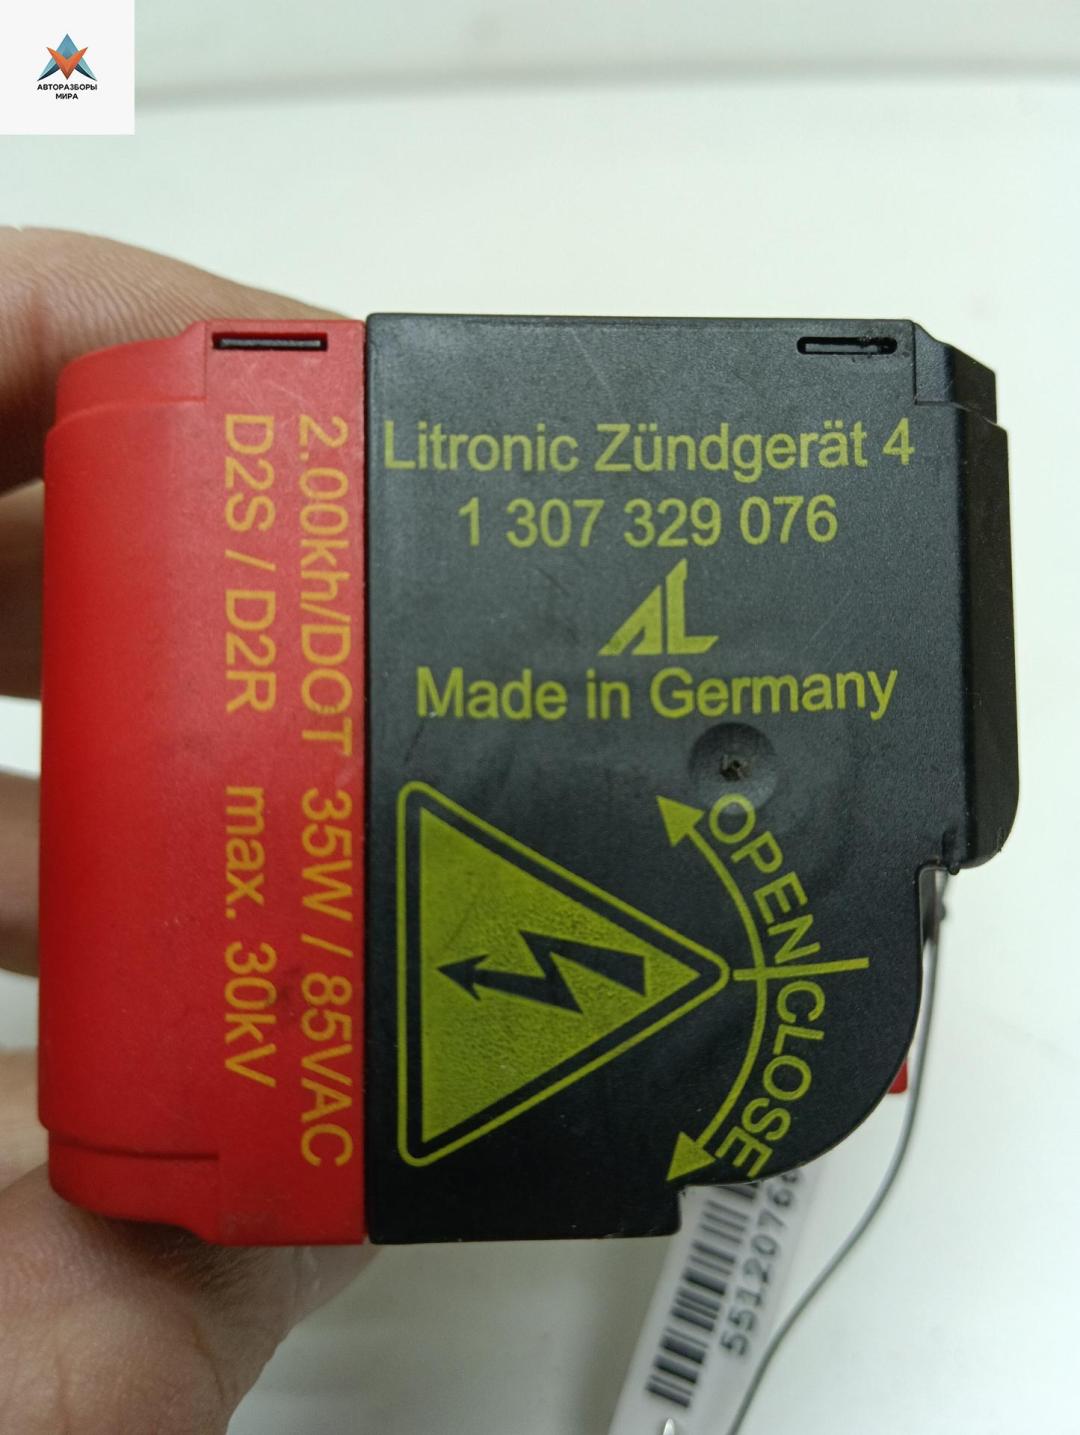 АВТОРАЗБОРЫ
МИРА
Litronic Zündgerät 4
1 307 329 076
AL
Made in Germany
OPEN/CLOSE
2.00kh/DOT 35W / 85VAC
D2S / D2R max. 30kV